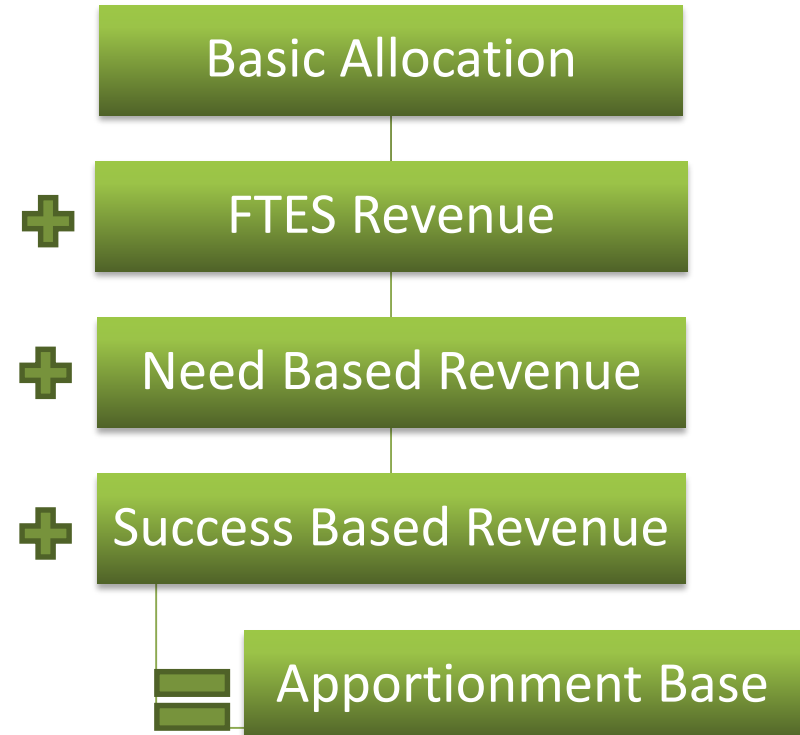 Basic Allocation
FTES Revenue
Need Based Revenue
Success Based Revenue
Apportionment Base